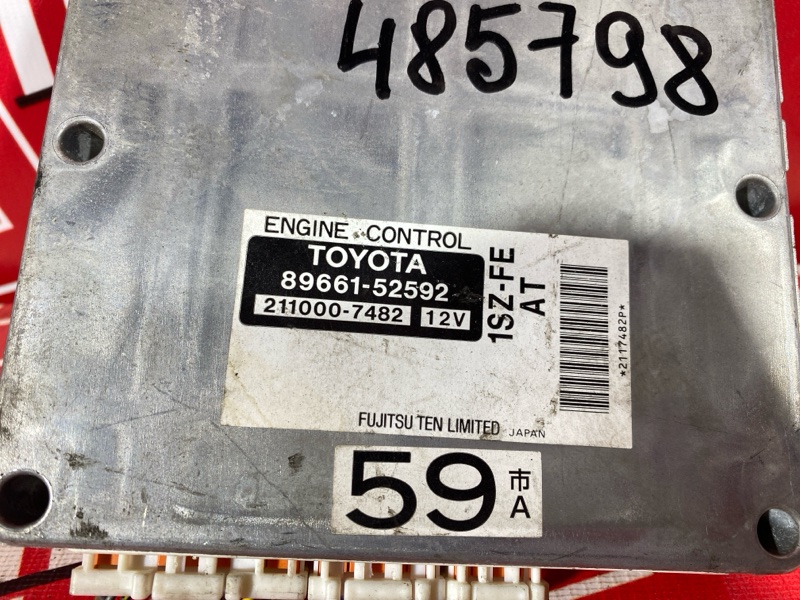 485798
ENGINE CONTROL
TOYOTA
89661-52592
211000-7482 12V
1SZ-FE
AT
*2117482P*
FUJITSU TEN LIMITED JAPAN
59 市
A